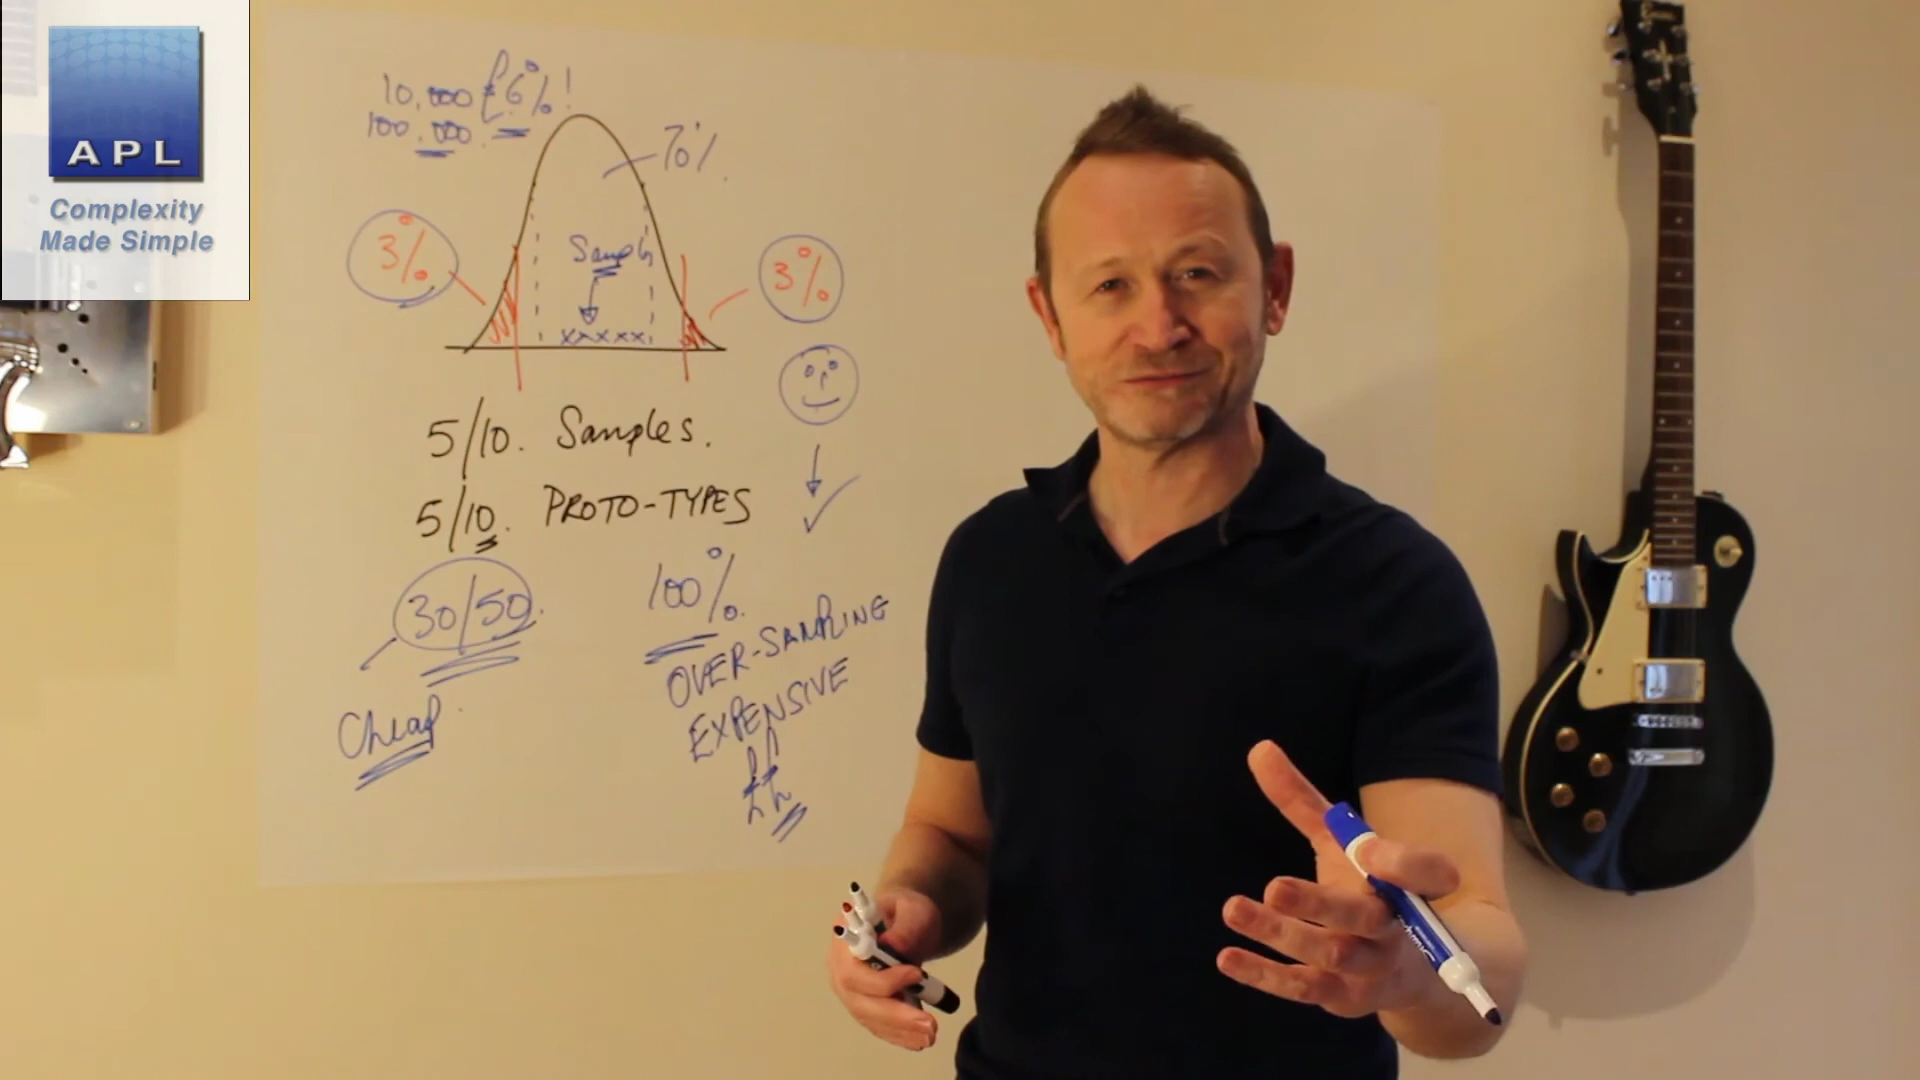 APL
Complexity
Made Simple
10,000 £6%!
100,000.
70%.
3%
Sample
3%
xxxxx
5/10. Samples.
5/10. PROTO-TYPES
30/50.
100%.
OVER-SAMPLING
EXPENSIVE
££
Cheap